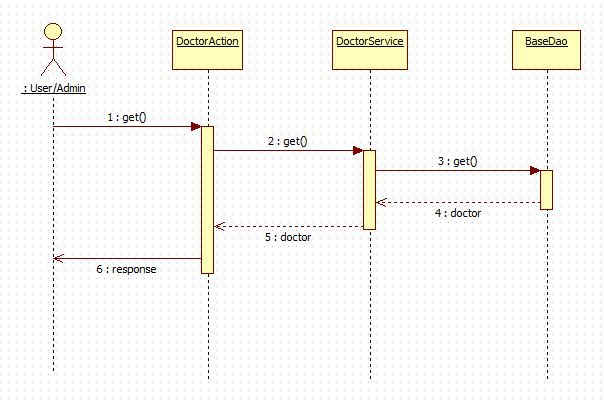 DoctorAction
DoctorService
BaseDao
: User/Admin
1 : get()
2 : get()
3 : get()
4 : doctor
5 : doctor
6 : response